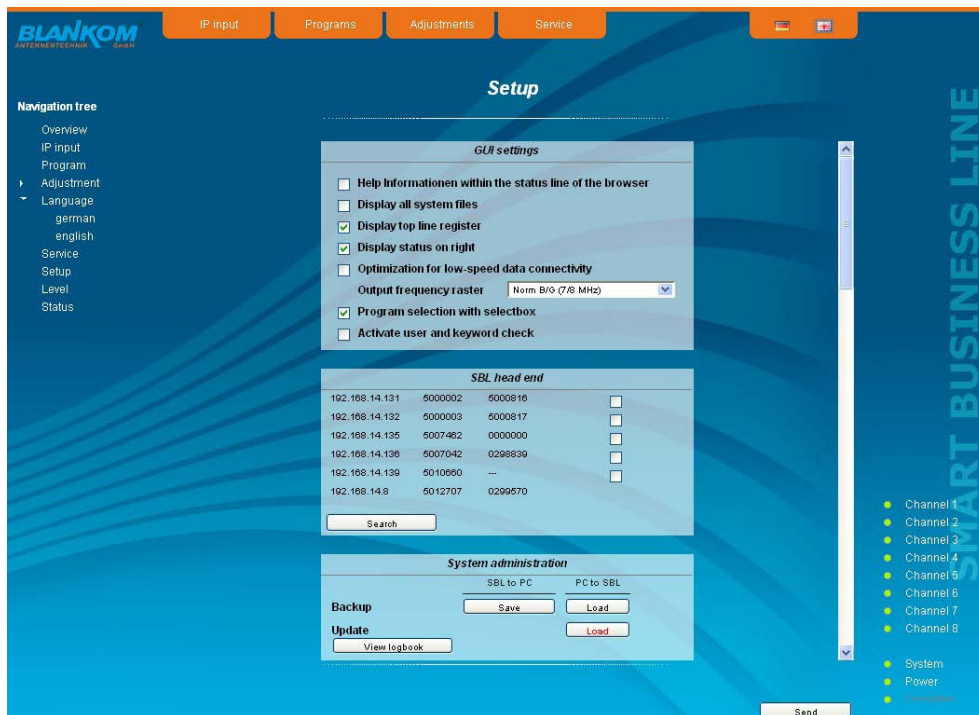 BLANKOM
ANTENNENTECHNIK GmbH
IP input
Programs
Adjustments
Service
Setup
Navigation tree
Overview
IP input
Program
Adjustment
Language
german
english
Service
Setup
Level
Status
GUI settings
Help Informationen within the status line of the browser
Display all system files
Display top line register
Display status on right
Optimization for low-speed data connectivity
Output frequency raster Norm B/G (7/8 MHz)
Program selection with selectbox
Activate user and keyword check
SBL head end
192.168.14.131 5000002 5000816
192.168.14.132 5000003 5000817
192.168.14.135 5007462 0000000
192.168.14.136 5007042 0298839
192.168.14.139 5010660 ---
192.168.14.8 5012707 0299570
Search
System administration
SBL to PC PC to SBL
Backup Save Load
Update Load
View logbook
Send
SMART BUSINESS LINE
Channel 1
Channel 2
Channel 3
Channel 4
Channel 5
Channel 6
Channel 7
Channel 8
System
Power